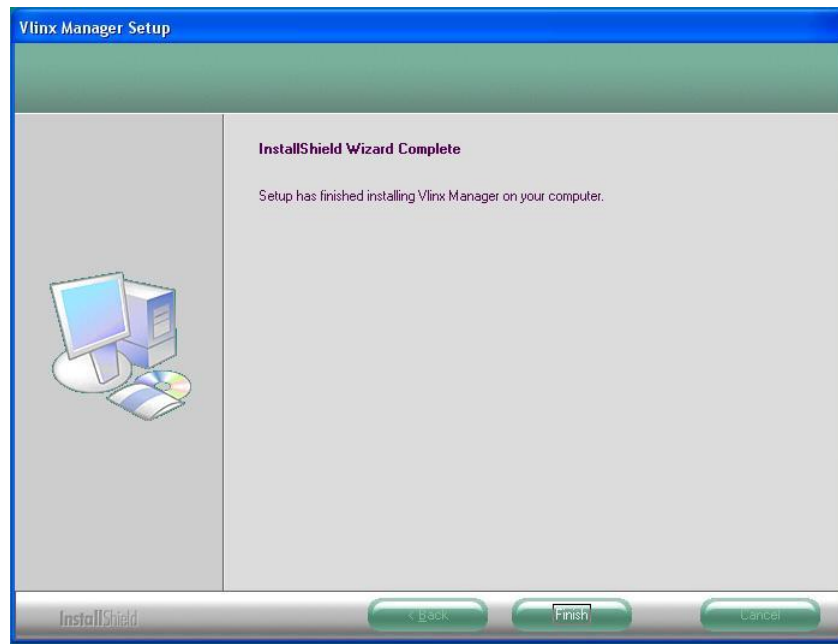 Vlinx Manager Setup
InstallShield Wizard Complete
Setup has finished installing Vlinx Manager on your computer.
InstallShield
< Back
Finish
Cancel